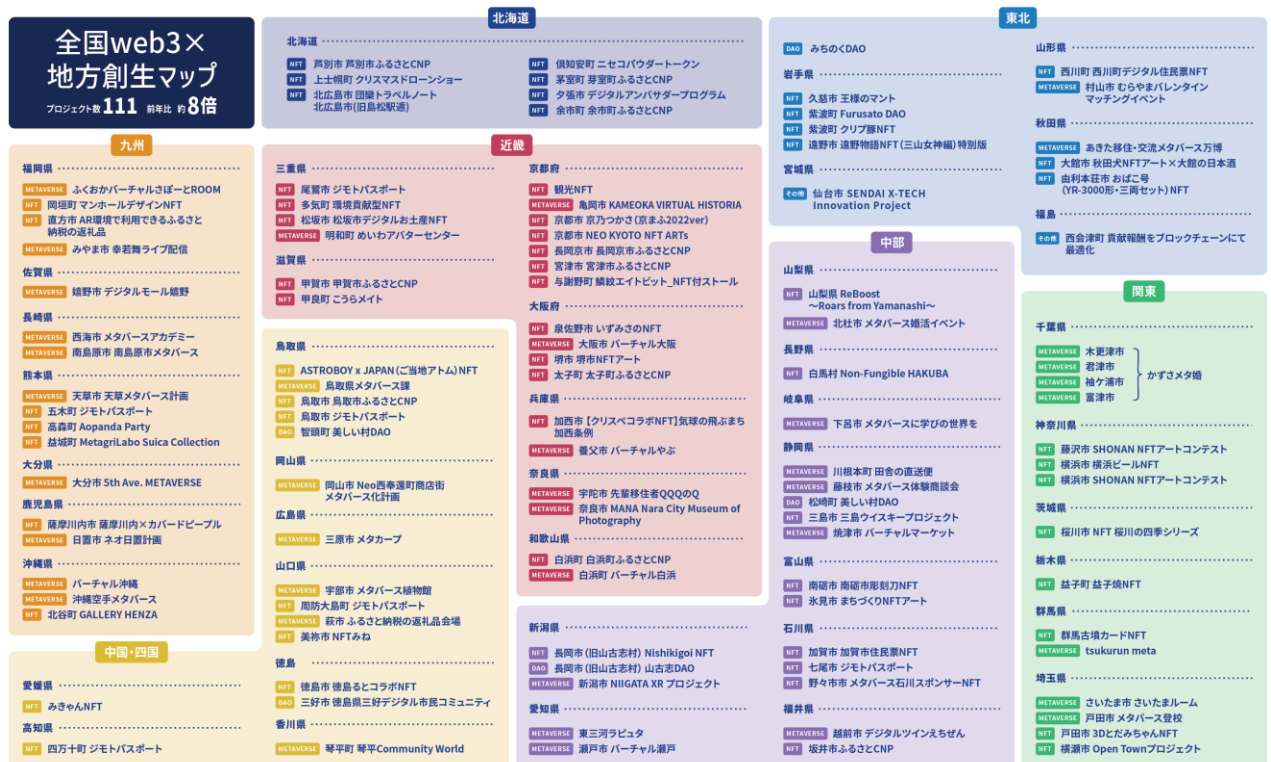 全国web3×
地方創生マップ
プロジェクト数 111 前年比 約8倍
北海道
北海道
NFT 芦別市 芦別市ふるさとCNP
NFT 上士幌町 クリスマスドローンショー
NFT 北広島市 団欒トラベルノート
北広島市(旧島松駅逓)
NFT 倶知安町 ニセコパウダートークン
NFT 茅室町 芽室町ふるさとCNP
NFT 夕張市 デジタルアンバサダープログラム
NFT 余市町 余市町ふるさとCNP
東北
DAO みちのくDAO
岩手県
NFT 久慈市 王様のマント
NFT 紫波町 Furusato DAO
NFT 紫波町 クリプ豚NFT
NFT 遠野市 遠野物語NFT(三山女神編)特別版
宮城県
その他 仙台市 SENDAI X-TECH
Innovation Project
山形県
NFT 西川町 西川町デジタル住民票NFT
METAVERSE 村山市 むらやまバレンタイン
マッチングイベント
秋田県
METAVERSE あきた移住・交流メタバース万博
NFT 大館市 秋田犬NFTアート×大館の日本酒
NFT 由利本荘市 おばこ号
(YR-3000形・三両セット)NFT
福島
その他 西会津町 貢献報酬をブロックチェーンにて
最適化
九州
福岡県
METAVERSE ふくおかバーチャルさぽーとROOM
NFT 岡垣町 マンホールデザインNFT
NFT 直方市 AR環境で利用できるふるさと
納税の返礼品
METAVERSE みやま市 幸若舞ライブ配信
佐賀県
METAVERSE 嬉野市 デジタルモール嬉野
長崎県
METAVERSE 西海市 メタバースアカデミー
METAVERSE 南島原市 南島原市メタバース
熊本県
METAVERSE 天草市 天草メタバース計画
NFT 五木町 ジモトパスポート
NFT 高森町 Aopanda Party
NFT 益城町 MetagriLabo Suica Collection
大分県
METAVERSE 大分市 5th Ave. METAVERSE
鹿児島県
NFT 薩摩川内市 薩摩川内×カバードピープル
METAVERSE 日置市 ネオ日置計画
沖縄県
METAVERSE バーチャル沖縄
METAVERSE 沖縄空手メタバース
NFT 北谷町 GALLERY HENZA
近畿
三重県
NFT 尾鷲市 ジモトパスポート
NFT 多気町 環境貢献型NFT
NFT 松坂市 松坂市デジタルお土産NFT
METAVERSE 明和町 めいわアバターセンター
滋賀県
NFT 甲賀市 甲賀市ふるさとCNP
NFT 甲良町 こうらメイト
京都府
NFT 観光NFT
METAVERSE 亀岡市 KAMEOKA VIRTUAL HISTORIA
NFT 京都市 京乃つかさ(京まふ2022ver)
NFT 京都市 NEO KYOTO NFT ARTs
NFT 長岡京市 長岡京市ふるさとCNP
NFT 宮津市 宮津市ふるさとCNP
NFT 与謝野町 鱗紋エイトビット_NFT付ストール
大阪府
NFT 泉佐野市 いずみさのNFT
METAVERSE 大阪市 バーチャル大阪
NFT 堺市 堺市NFTアート
NFT 太子町 太子町ふるさとCNP
兵庫県
NFT 加西市 【クリスペコラボNFT】気球の飛ぶまち
加西条例
METAVERSE 養父市 バーチャルやぶ
奈良県
METAVERSE 宇陀市 先輩移住者QQQのQ
METAVERSE 奈良市 MANA Nara City Museum of
Photography
和歌山県
NFT 白浜町 白浜町ふるさとCNP
METAVERSE 白浜町 バーチャル白浜
中国・四国
愛媛県
NFT みきゃんNFT
高知県
NFT 四万十町 ジモトパスポート
鳥取県
NFT ASTROBOY x JAPAN(ご当地アトム)NFT
METAVERSE 鳥取県メタバース課
NFT 鳥取市 鳥取市ふるさとCNP
NFT 鳥取市 ジモトパスポート
DAO 智頭町 美しい村DAO
岡山県
METAVERSE 岡山市 Neo西奉還町商店街
メタバース化計画
広島県
METAVERSE 三原市 メタカープ
山口県
METAVERSE 宇部市 メタバース植物館
NFT 周防大島町 ジモトパスポート
METAVERSE 萩市 ふるさと納税の返礼品会場
NFT 美祢市 NFTみね
徳島
NFT 徳島市 徳島るとコラボNFT
DAO 三好市 徳島県三好デジタル市民コミュニティ
香川県
METAVERSE 琴平町 琴平Community World
中部
山梨県
NFT 山梨県 ReBoost
～Roars from Yamanashi～
METAVERSE 北杜市 メタバース婚活イベント
長野県
NFT 白馬村 Non-Fungible HAKUBA
岐阜県
METAVERSE 下呂市 メタバースに学びの世界を
静岡県
METAVERSE 川根本町 田舎の直送便
METAVERSE 藤枝市 メタバース体験商談会
DAO 松崎町 美しい村DAO
NFT 三島市 三島ウイスキープロジェクト
METAVERSE 焼津市 バーチャルマーケット
富山県
NFT 南砺市 南砺市彫刻刀NFT
NFT 氷見市 まちづくりNFTアート
石川県
NFT 加賀市 加賀市住民票NFT
NFT 七尾市 ジモトパスポート
NFT 野々市市 メタバース石川スポンサーNFT
福井県
METAVERSE 越前市 デジタルツインえちぜん
NFT 坂井市ふるさとCNP
新潟県
NFT 長岡市(旧山古志村) Nishikigoi NFT
DAO 長岡市(旧山古志村) 山古志DAO
METAVERSE 新潟市 NIIGATA XR プロジェクト
愛知県
METAVERSE 東三河ラピュタ
METAVERSE 瀬戸市 バーチャル瀬戸
関東
千葉県
METAVERSE 木更津市
METAVERSE 君津市
METAVERSE 袖ケ浦市
METAVERSE 富津市
かずさメタ婚
神奈川県
NFT 藤沢市 SHONAN NFTアートコンテスト
NFT 横浜市 横浜ビールNFT
NFT 横浜市 SHONAN NFTアートコンテスト
茨城県
NFT 桜川市 NFT 桜川の四季シリーズ
栃木県
NFT 益子町 益子焼NFT
群馬県
NFT 群馬古墳カードNFT
METAVERSE tsukurun meta
埼玉県
METAVERSE さいたま市 さいたまルーム
METAVERSE 戸田市 メタバース登校
NFT 戸田市 3DとだみちゃんNFT
NFT 横瀬市 Open Townプロジェクト